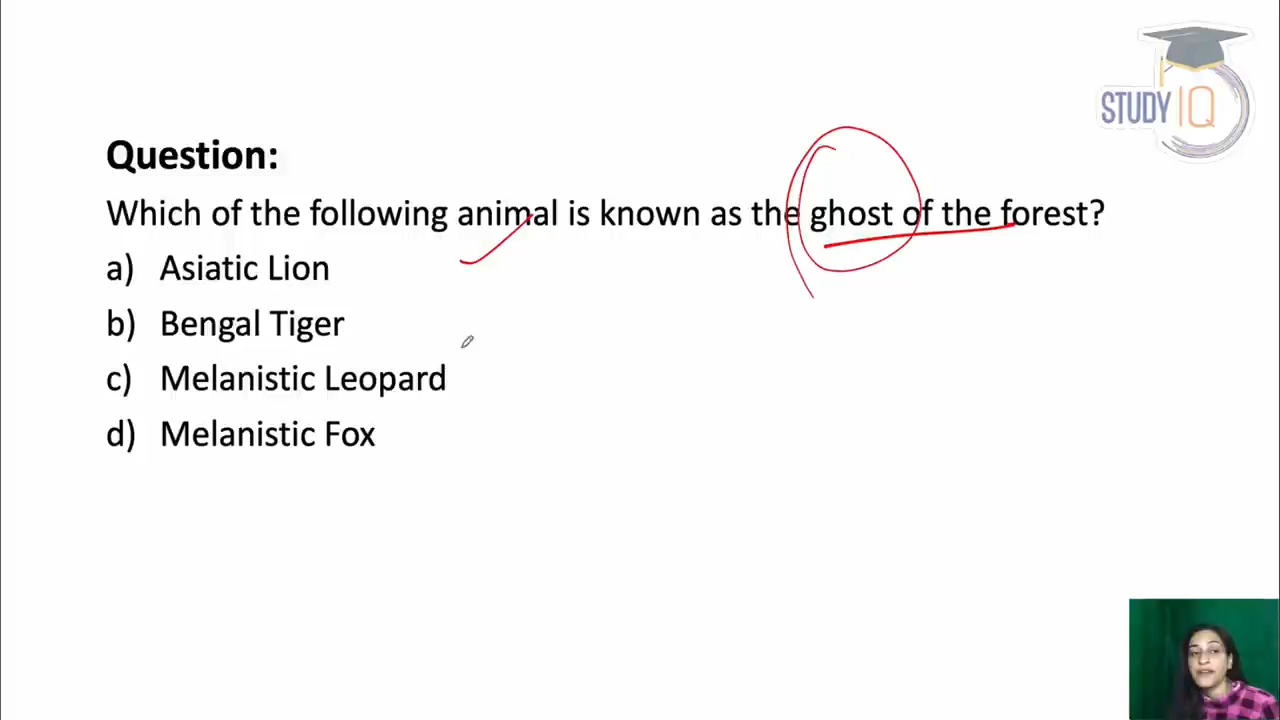 STUDY IQ
Question:
Which of the following animal is known as the ghost of the forest?
a) Asiatic Lion
b) Bengal Tiger
c) Melanistic Leopard
d) Melanistic Fox